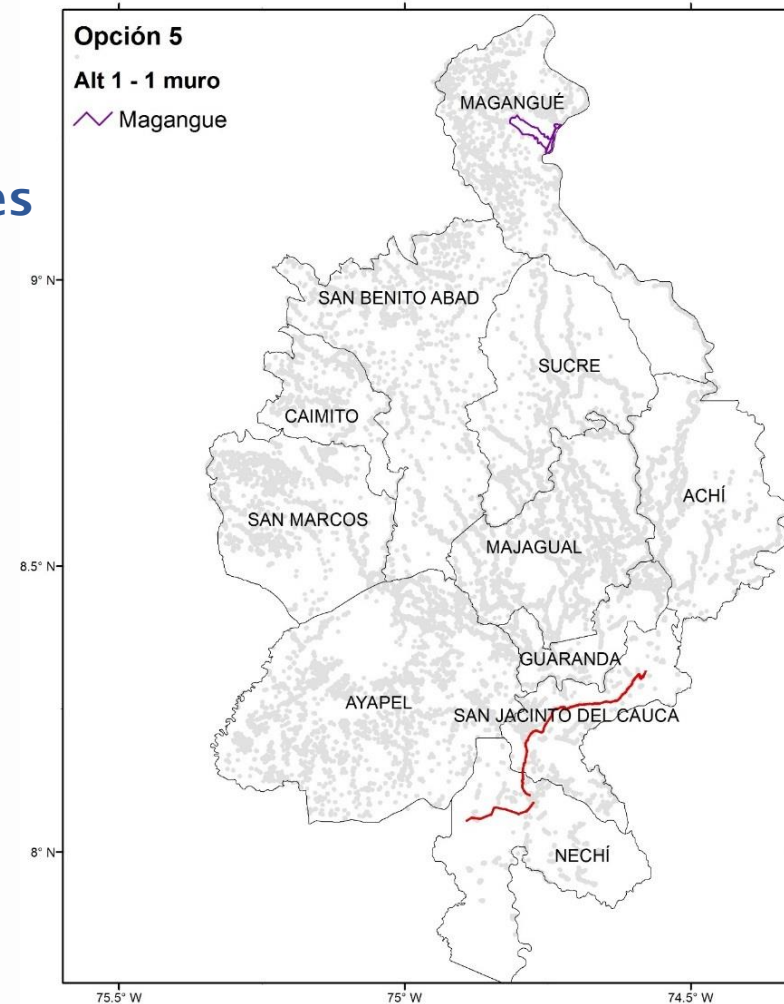 Opción 5
Alt 1 - 1 muro
Magangue
es
MAGANGUÉ
9° N
SAN BENITO ABAD
SUCRE
CAIMITO
ACHÍ
SAN MARCOS
MAJAGUAL
8.5° N
GUARANDA
AYAPEL
SAN JACINTO DEL CAUCA
NECHÍ
8° N
75.5° W
75° W
74.5° W